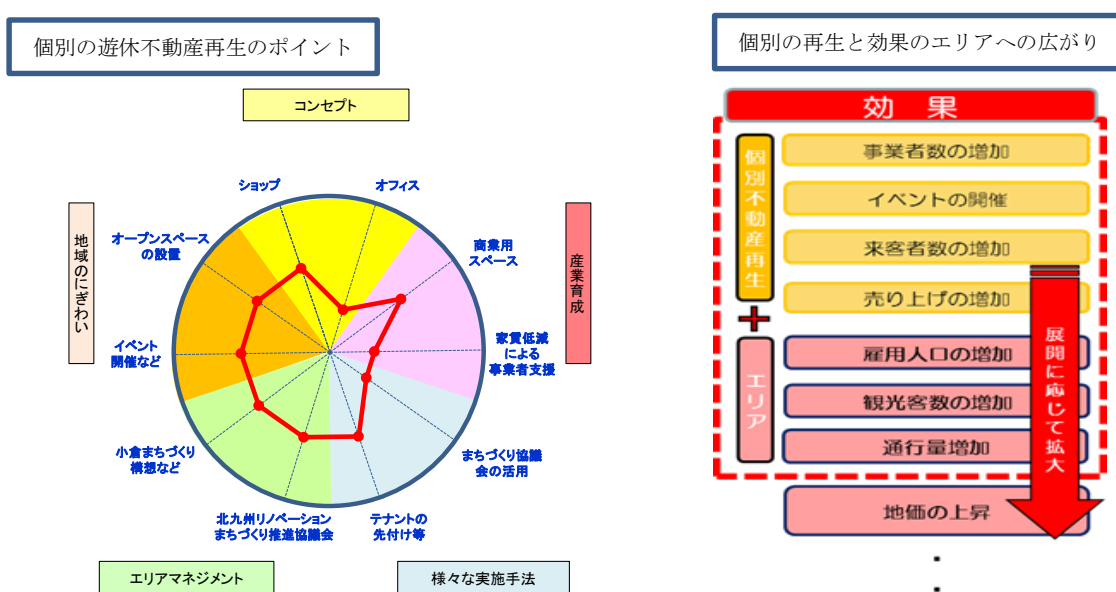 個別の遊休不動産再生のポイント
コンセプト
ショップ
オフィス
地域のにぎわい
オープンスペース
の設置
商業用
スペース
産業育成
イベント
開催など
家賃低減
による
事業者支援
小倉まちづくり
構想など
まちづくり協議
会の活用
北九州リノベーション
まちづくり推進協議会
テナントの
先付け等
エリアマネジメント
様々な実施手法
個別の再生と効果のエリアへの広がり
効 果
個別不動産再生
事業者数の増加
イベントの開催
来客者数の増加
売り上げの増加
+
エリア
雇用人口の増加
観光客数の増加
通行量増加
展開に応じて拡大
地価の上昇
・
・